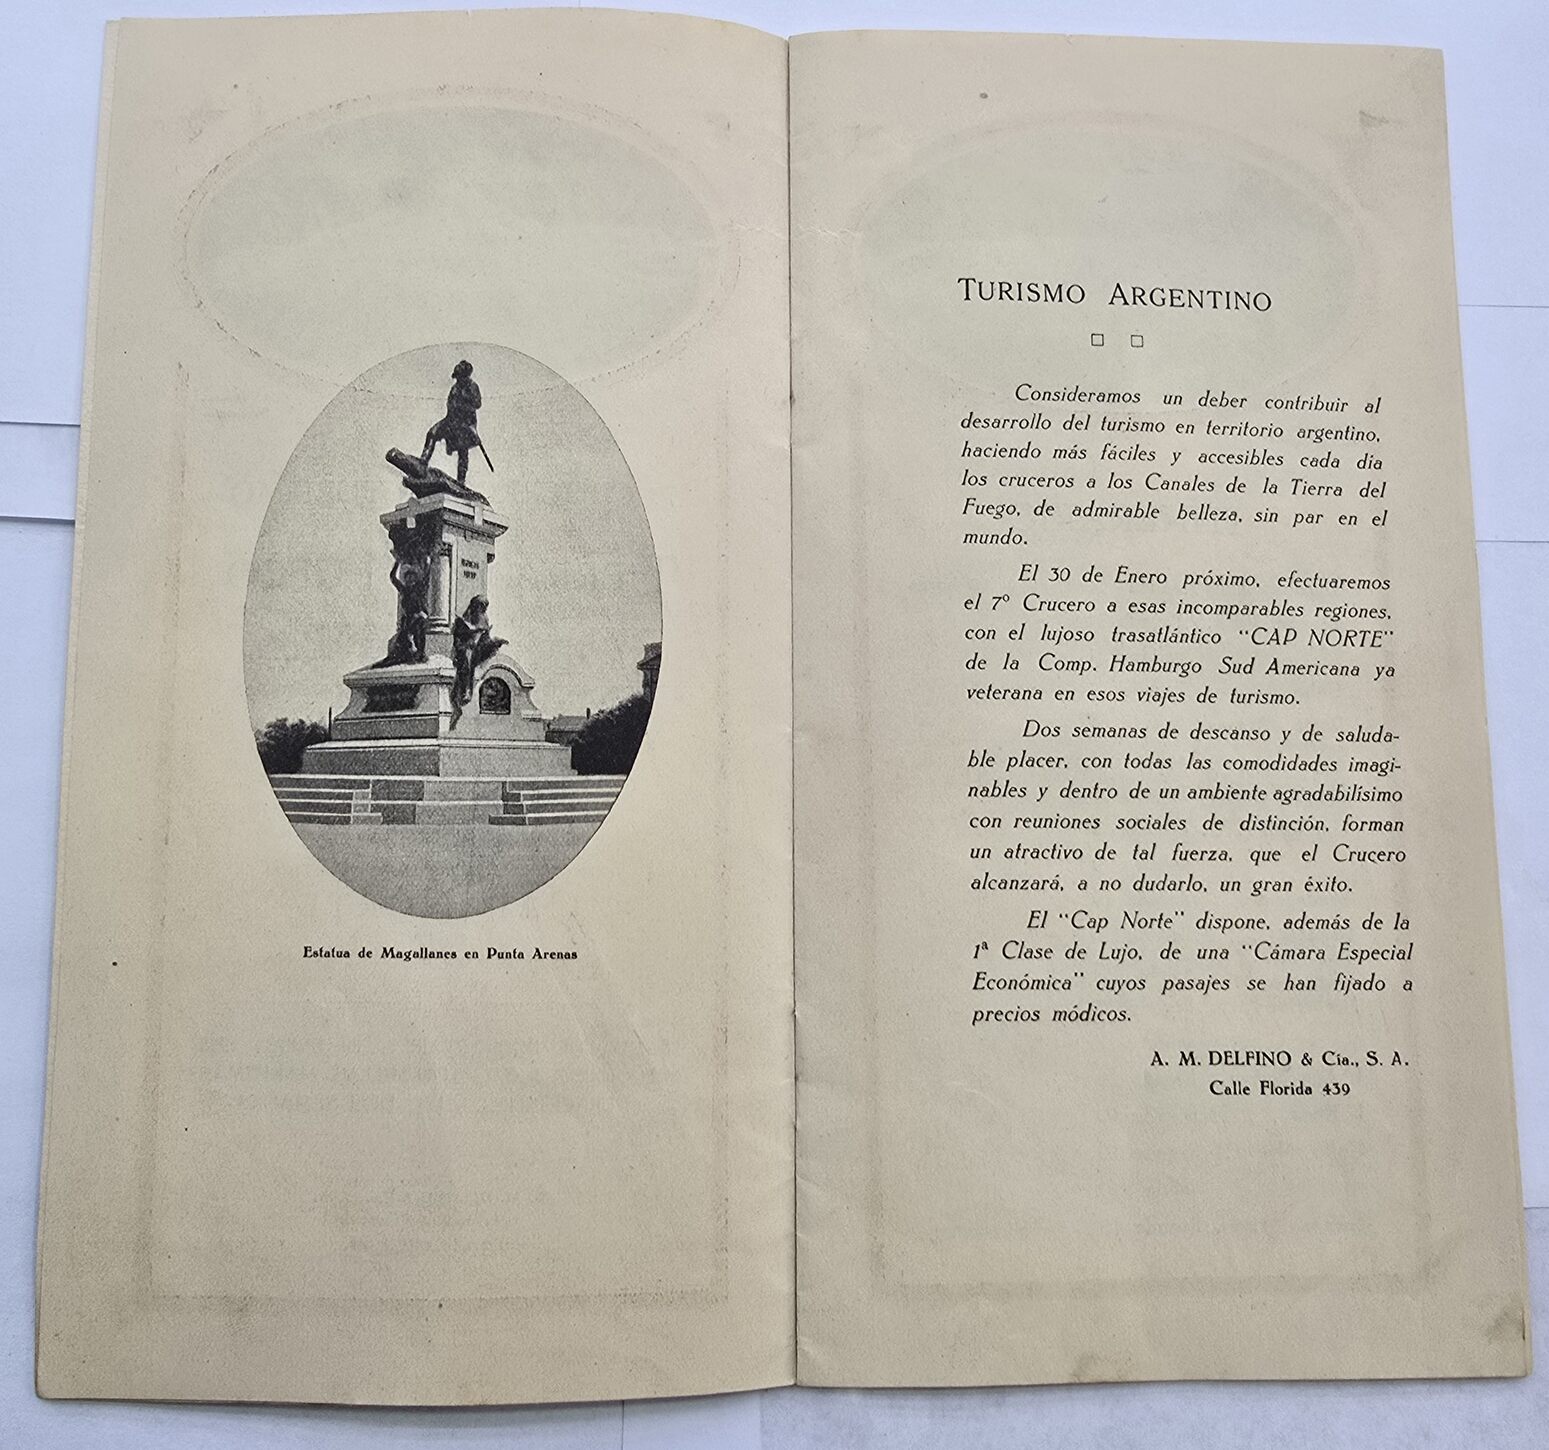 Estatua de Magallanes en Punta Arenas
TURISMO ARGENTINO
Consideramos un deber contribuir al
desarrollo del turismo en territorio argentino,
haciendo más fáciles y accesibles cada día
los cruceros a los Canales de la Tierra del
Fuego, de admirable belleza, sin par en el
mundo.
El 30 de Enero próximo, efectuaremos
el 7º Crucero a esas incomparables regiones,
con el lujoso trasatlántico "CAP NORTE"
de la Comp. Hamburgo Sud Americana ya
veterana en esos viajes de turismo.
Dos semanas de descanso y de saluda-
ble placer, con todas las comodidades imagi-
nables y dentro de un ambiente agradabilísimo
con reuniones sociales de distinción, forman
un atractivo de tal fuerza, que el Crucero
alcanzará, a no dudarlo, un gran éxito.
El "Cap Norte" dispone, además de la
1ª Clase de Lujo, de una "Cámara Especial
Económica" cuyos pasajes se han fijado a
precios módicos.
A. M. DELFINO & Cía., S. A.
Calle Florida 439